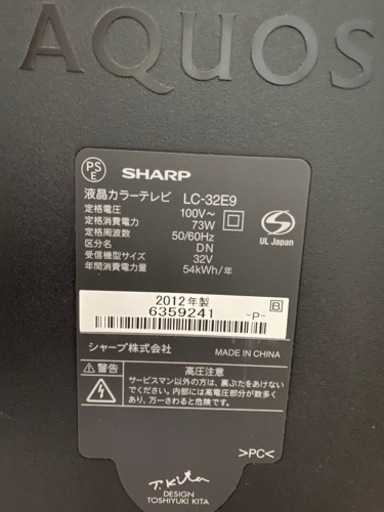 AQUOS
PS
E
SHARP
液晶カラーテレビ LC-32E9
定格電圧 100V～
定格消費電力 73W
定格周波数 50/60Hz
区分名 DN
受信機型サイズ 32V
年間消費電力量 54kWh/年
UL Japan
2012年製 B
6359241 -P-
シャープ株式会社 MADE IN CHINA
警告 高圧注意
サービスマン以外の方は、裏ぶたをあけないで
ください。内部には高電圧部分が数多く
あり、万一さわると危険です。
>PC<
T. Kita
DESIGN
TOSHIYUKI KITA